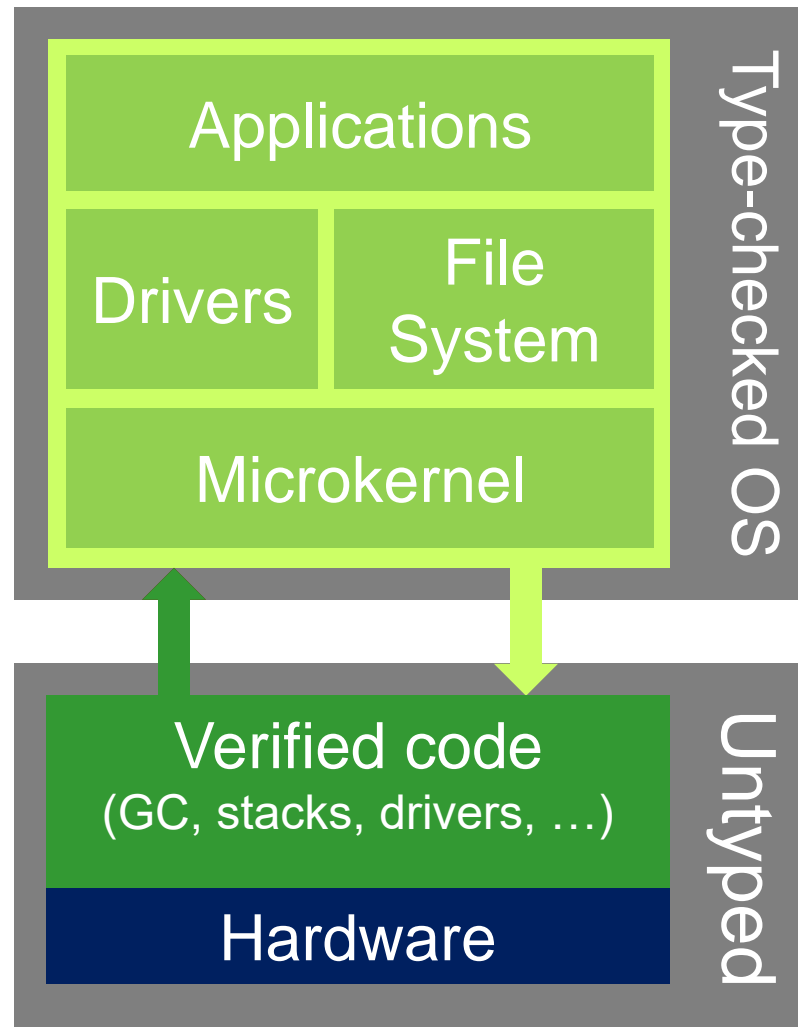 Applications
Drivers
File
System
Microkernel
Type-checked OS
Verified code
(GC, stacks, drivers, …)
Hardware
Untyped